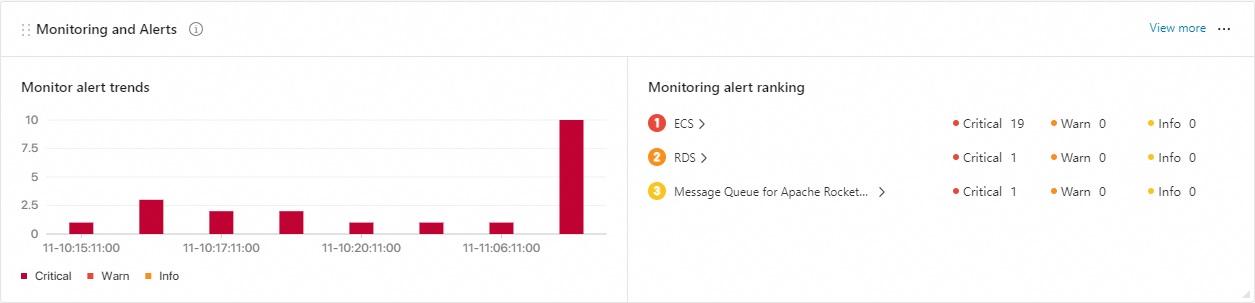 Monitoring and Alerts
View more
Monitor alert trends
10
7.5
5
2.5
0
11-10:15:11:00 11-10:17:11:00 11-10:20:11:00 11-11:06:11:00
Critical Warn Info
Monitoring alert ranking
1 ECS Critical 19 Warn 0 Info 0
2 RDS Critical 1 Warn 0 Info 0
3 Message Queue for Apache Rocket... Critical 1 Warn 0 Info 0